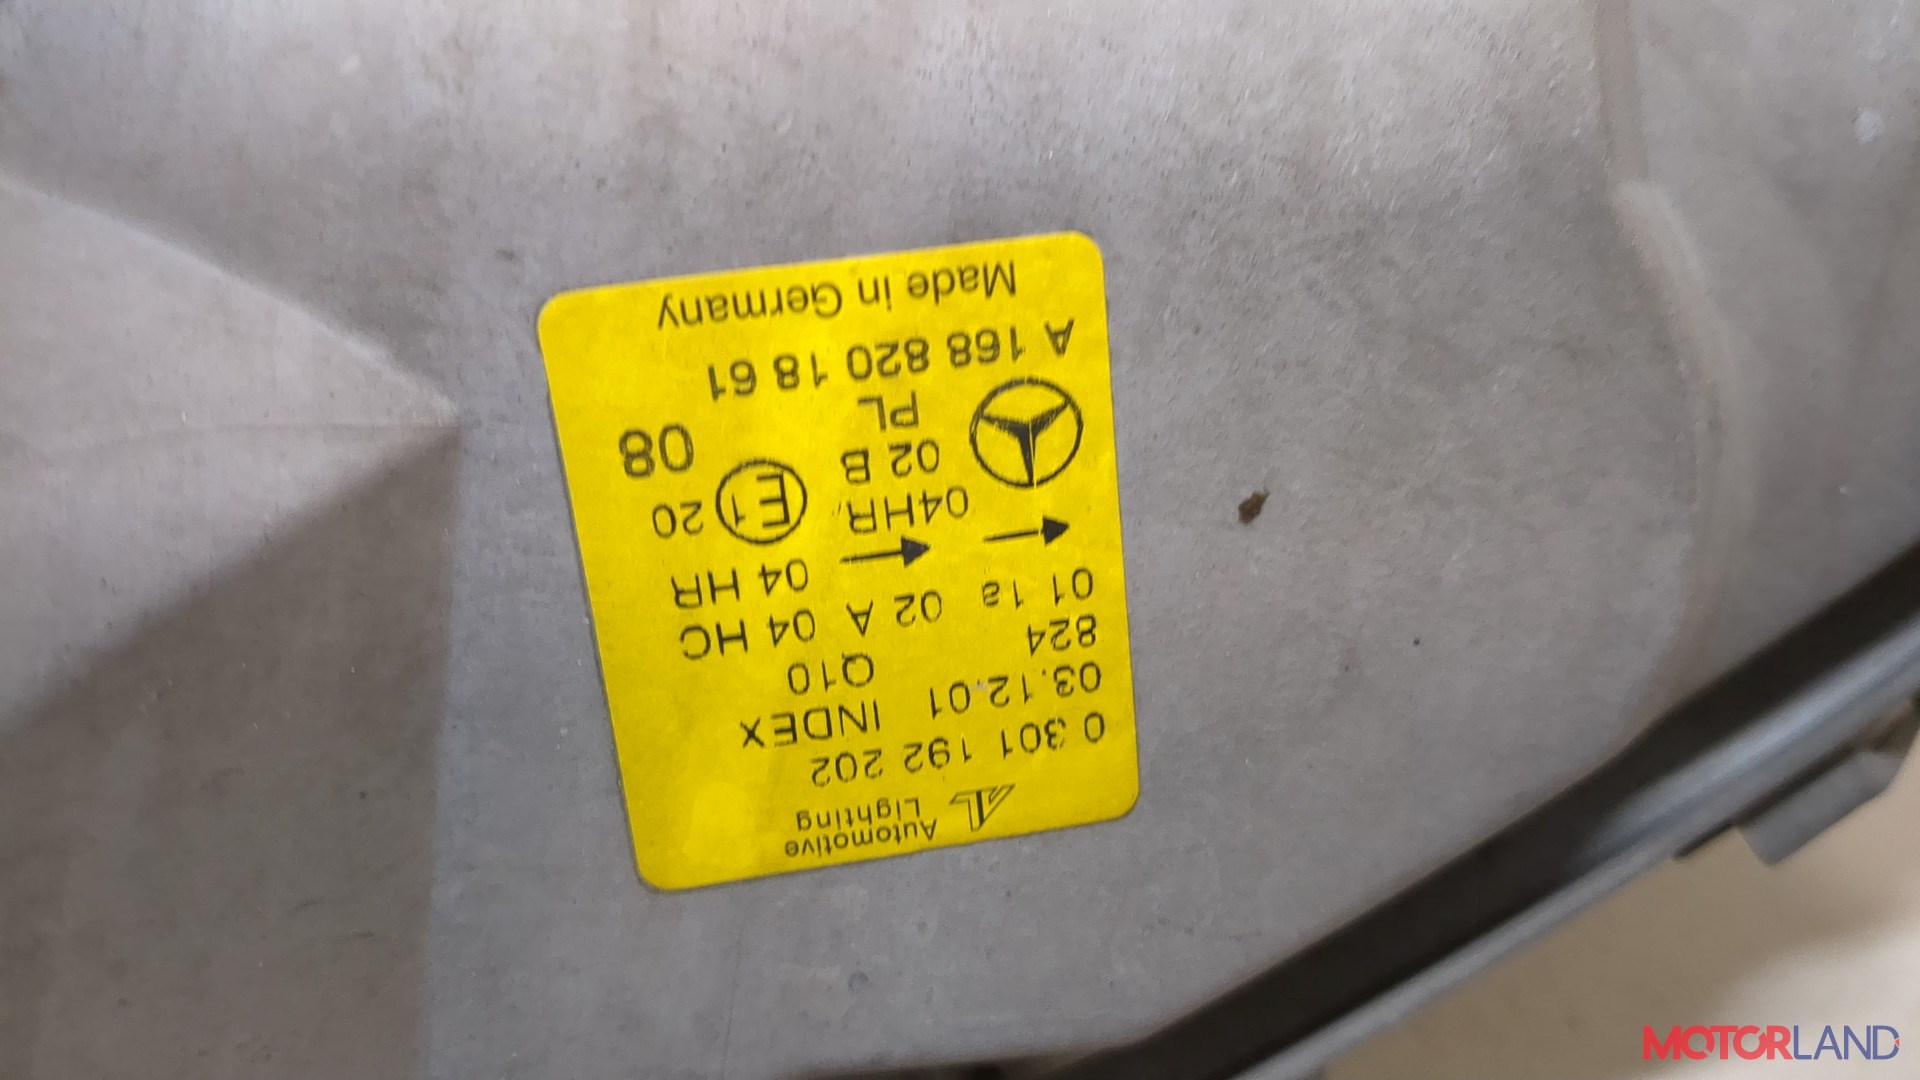 Automotive
Lighting
0 301 192 202
03.12.01 INDEX
824 Q10
01 1a 02 A 04 HC
04 HR
04HR, E1 20
02 B 08
PL
A 168 820 18 61
Made in Germany
MOTORLAND